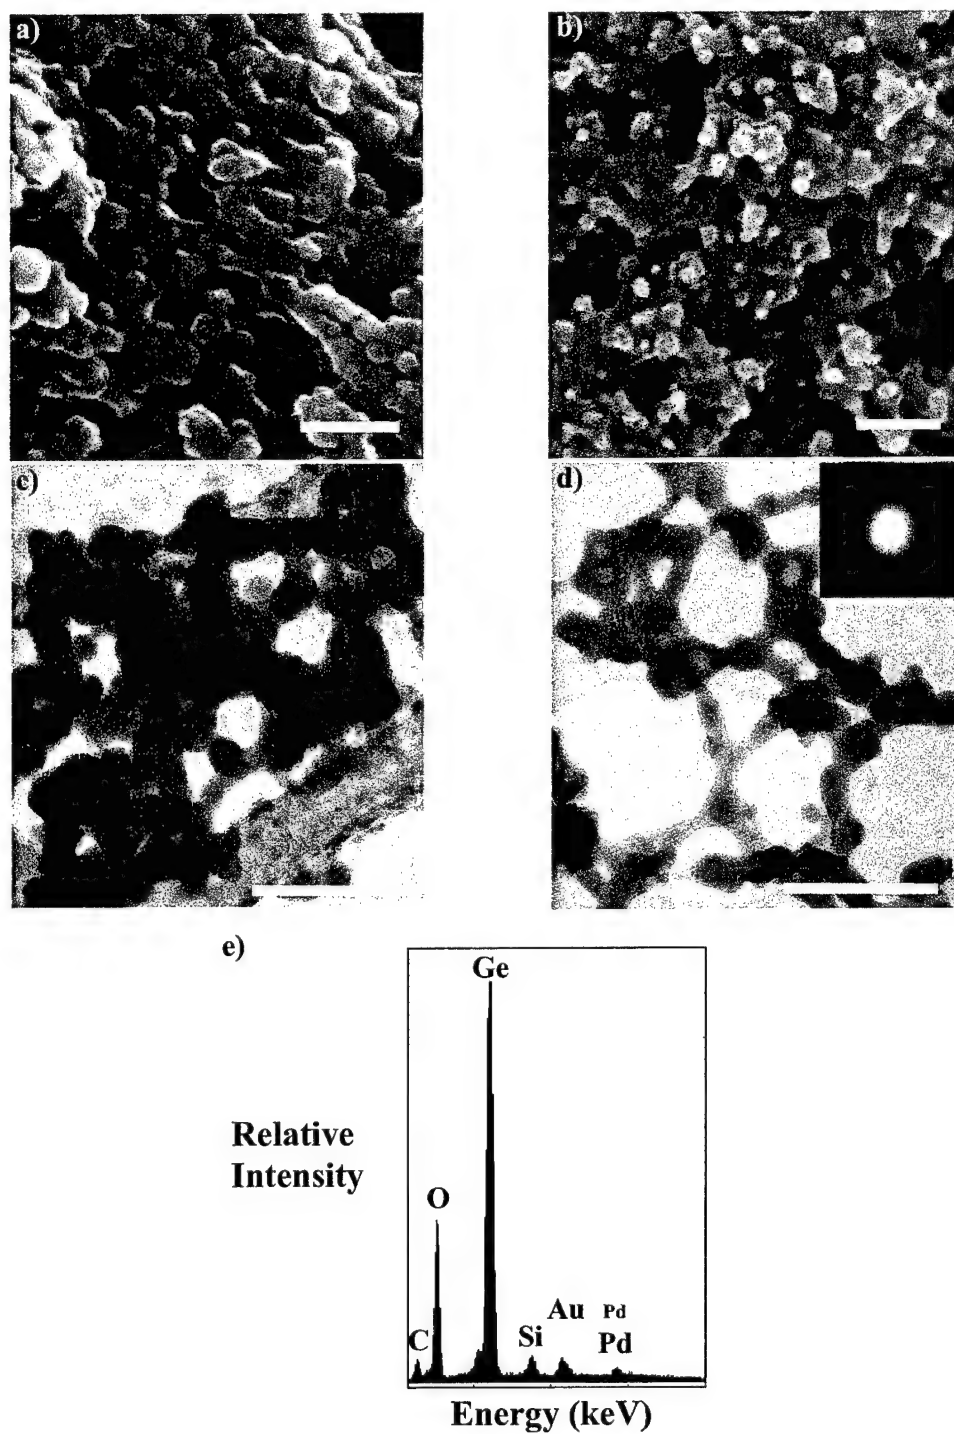 a)
b)
c)
d)
e)
Ge
Relative
Intensity
O
C
Si
Au
Pd
Pd
Energy (keV)